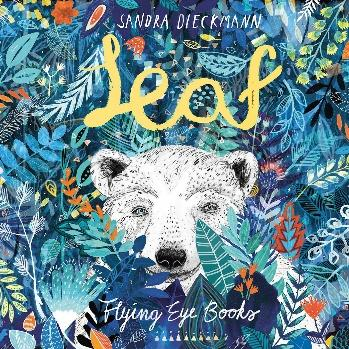 SANDRA DIECKMANN
Leaf
Flying Eye Books